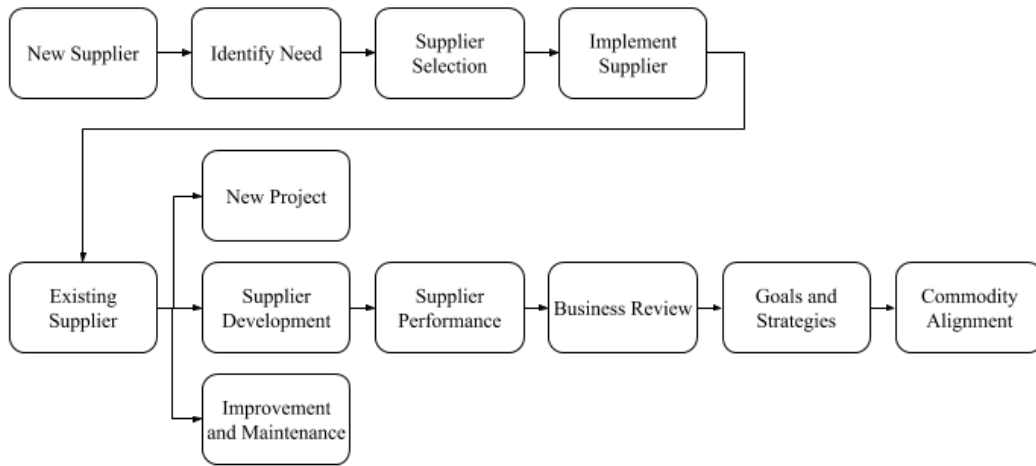 New Supplier
Identify Need
Supplier
Selection
Implement
Supplier
New Project
Existing
Supplier
Supplier
Development
Supplier
Performance
Business Review
Goals and
Strategies
Commodity
Alignment
Improvement
and Maintenance